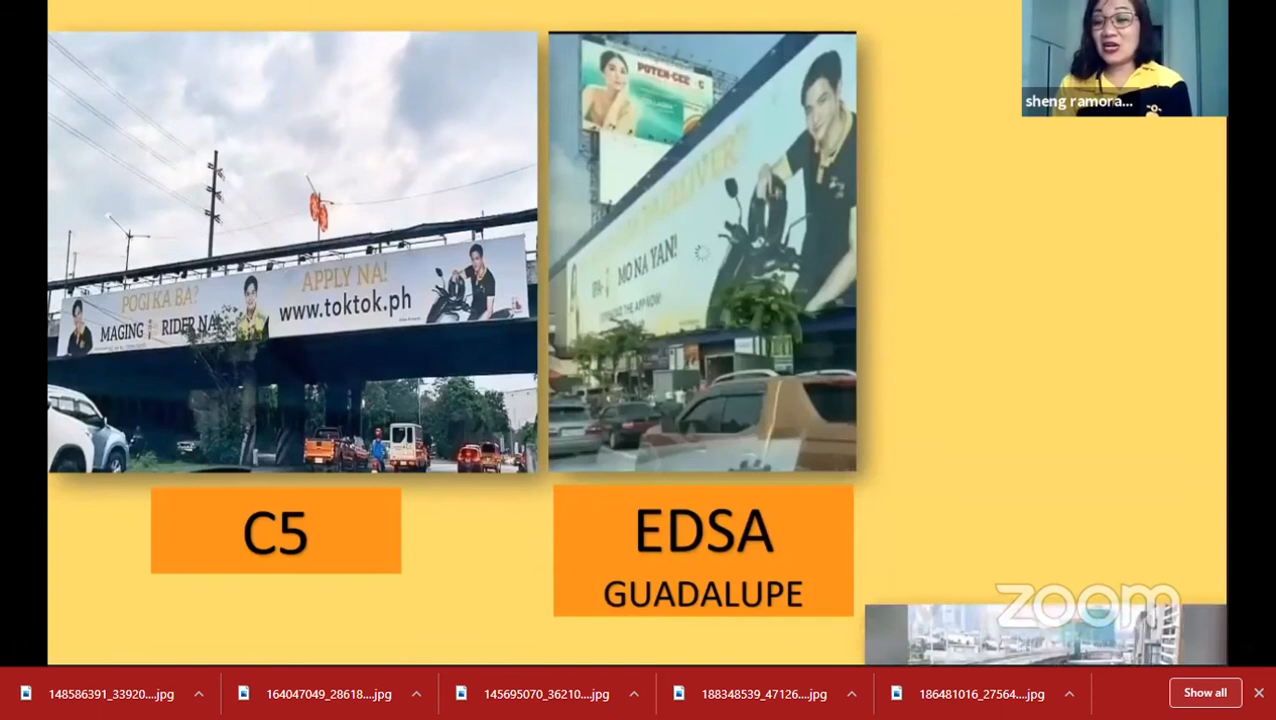 PUTEN-CEE
sheng ramora...
MO NA YAN!
POGI KA BA?
APPLY NA!
MAGING
RIDER NA!
www.toktok.ph
C5
EDSA
GUADALUPE
zoom
148586391_33920....jpg
164047049_28618....jpg
145695070_36210....jpg
188348539_47126....jpg
186481016_27564....jpg
Show all